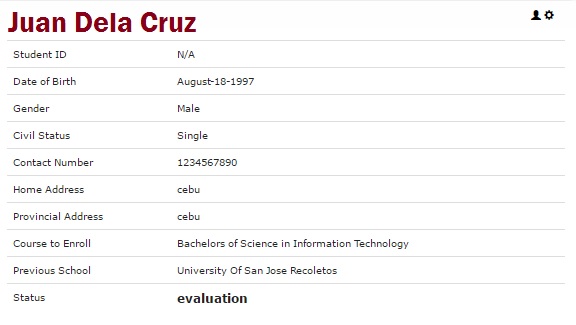 Juan Dela Cruz
Student ID N/A
Date of Birth August-18-1997
Gender Male
Civil Status Single
Contact Number 1234567890
Home Address cebu
Provincial Address cebu
Course to Enroll Bachelors of Science in Information Technology
Previous School University Of San Jose Recoletos
Status evaluation